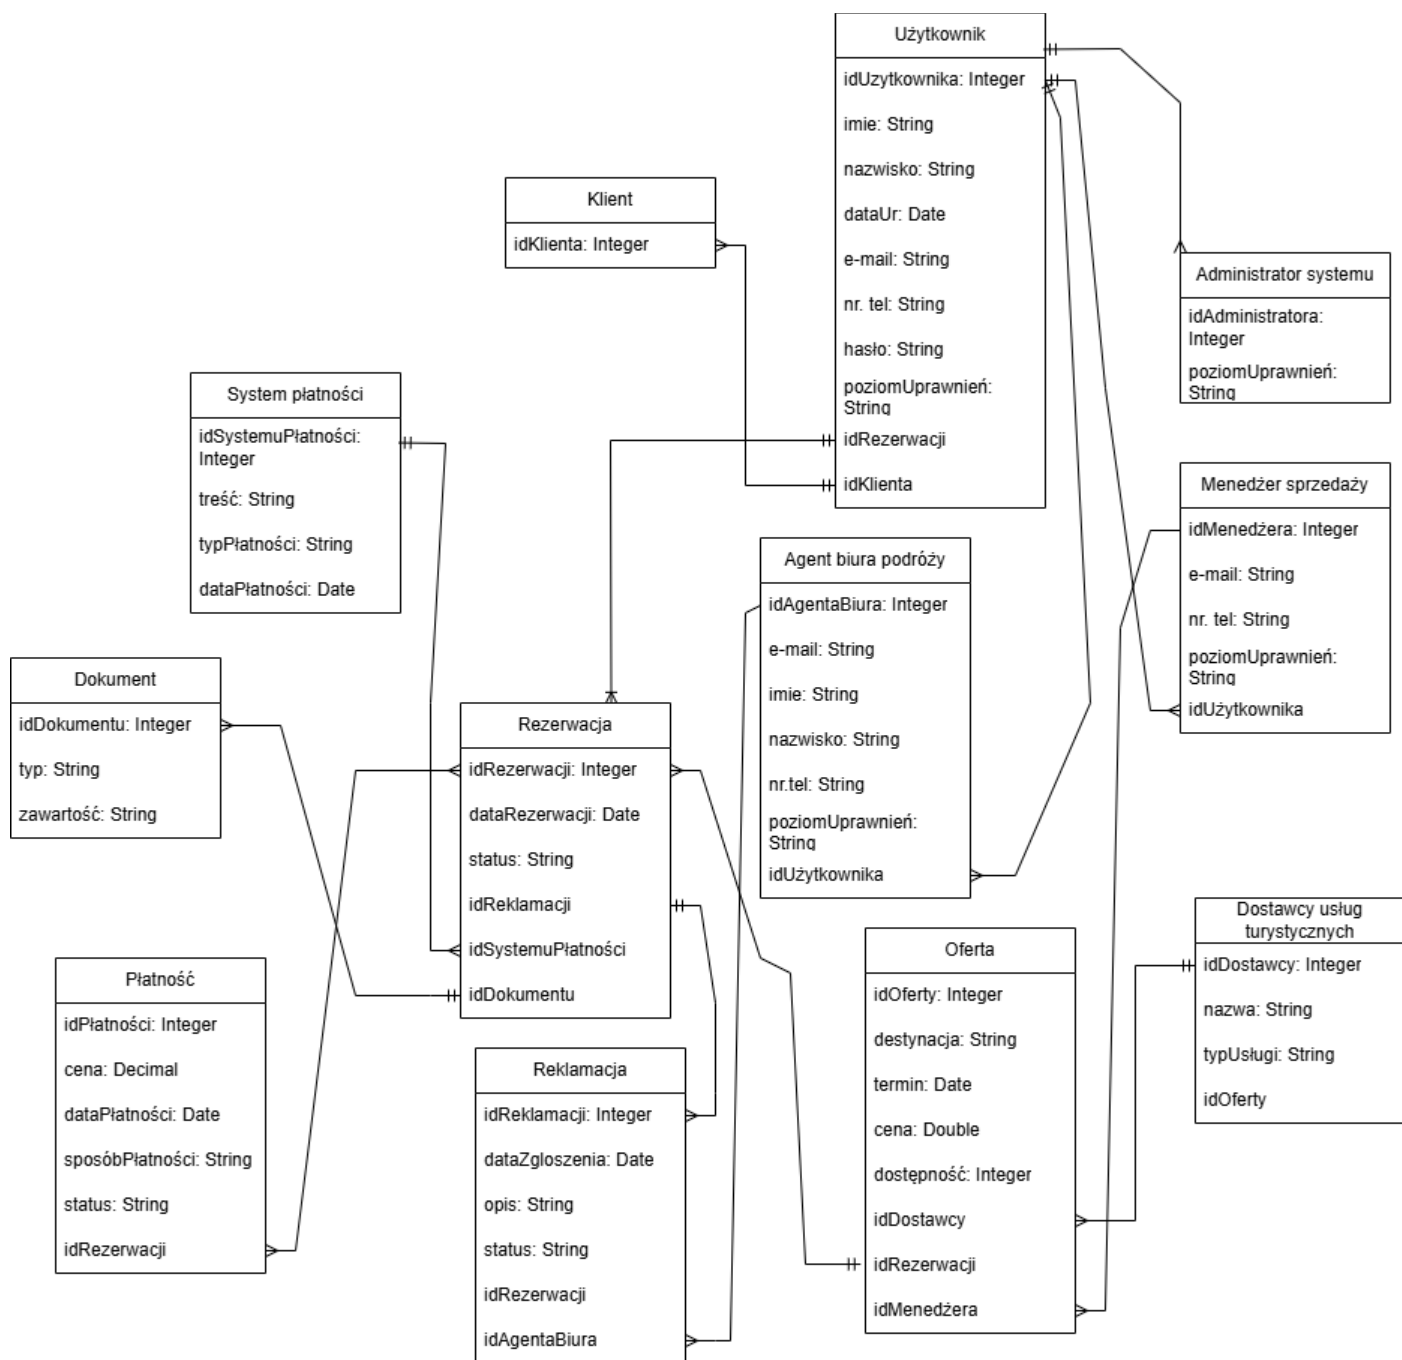 Użytkownik
idUzytkownika: Integer
imie: String
nazwisko: String
dataUr: Date
e-mail: String
nr. tel: String
hasło: String
poziomUprawnień:
String
idRezerwacji
idKlienta
Klient
idKlienta: Integer
Administrator systemu
idAdministratora:
Integer
poziomUprawnień:
String
System płatności
idSystemuPłatności:
Integer
treść: String
typPłatności: String
dataPłatności: Date
Menedżer sprzedaży
idMenedżera: Integer
e-mail: String
nr. tel: String
poziomUprawnień:
String
idUżytkownika
Agent biura podróży
idAgentaBiura: Integer
e-mail: String
imie: String
nazwisko: String
nr.tel: String
poziomUprawnień:
String
idUżytkownika
Dokument
idDokumentu: Integer
typ: String
zawartość: String
Rezerwacja
idRezerwacji: Integer
dataRezerwacji: Date
status: String
idReklamacji
idSystemuPłatności
idDokumentu
Dostawcy usług
turystycznych
idDostawcy: Integer
nazwa: String
typUsługi: String
idOferty
Oferta
idOferty: Integer
destynacja: String
termin: Date
cena: Double
dostępność: Integer
idDostawcy
idRezerwacji
idMenedżera
Płatność
idPłatności: Integer
cena: Decimal
dataPłatności: Date
sposóbPłatności: String
status: String
idRezerwacji
Reklamacja
idReklamacji: Integer
dataZgloszenia: Date
opis: String
status: String
idRezerwacji
idAgentaBiura